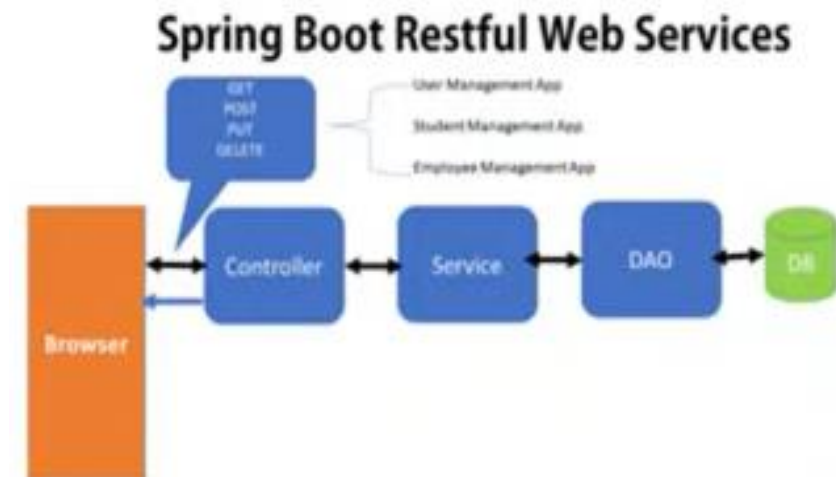 Spring Boot Restful Web Services
GET
POST
PUT
DELETE
User Management App
Student Management App
Employee Management App
Browser
Controller
Service
DAO
DB